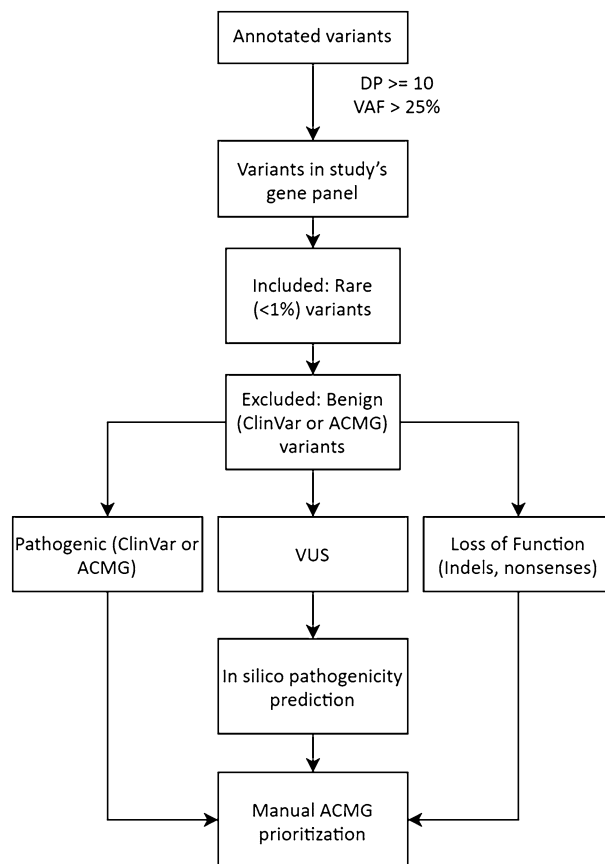 Annotated variants
DP >= 10
VAF > 25%
Variants in study's
gene panel
Included: Rare
(<1%) variants
Excluded: Benign
(ClinVar or ACMG)
variants
Pathogenic (ClinVar or
ACMG)
VUS
Loss of Function
(Indels, nonsenses)
In silico pathogenicity
prediction
Manual ACMG
prioritization